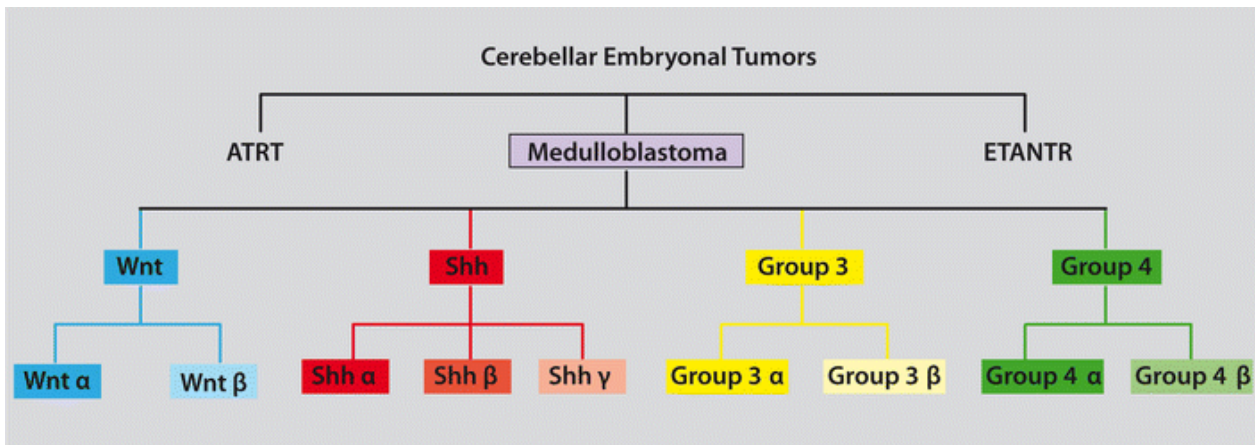 Cerebellar Embryonal Tumors
ATRT Medulloblastoma ETANTR
Wnt Shh Group 3 Group 4
Wnt α Wnt β Shh α Shh β Shh γ Group 3 α Group 3 β Group 4 α Group 4 β